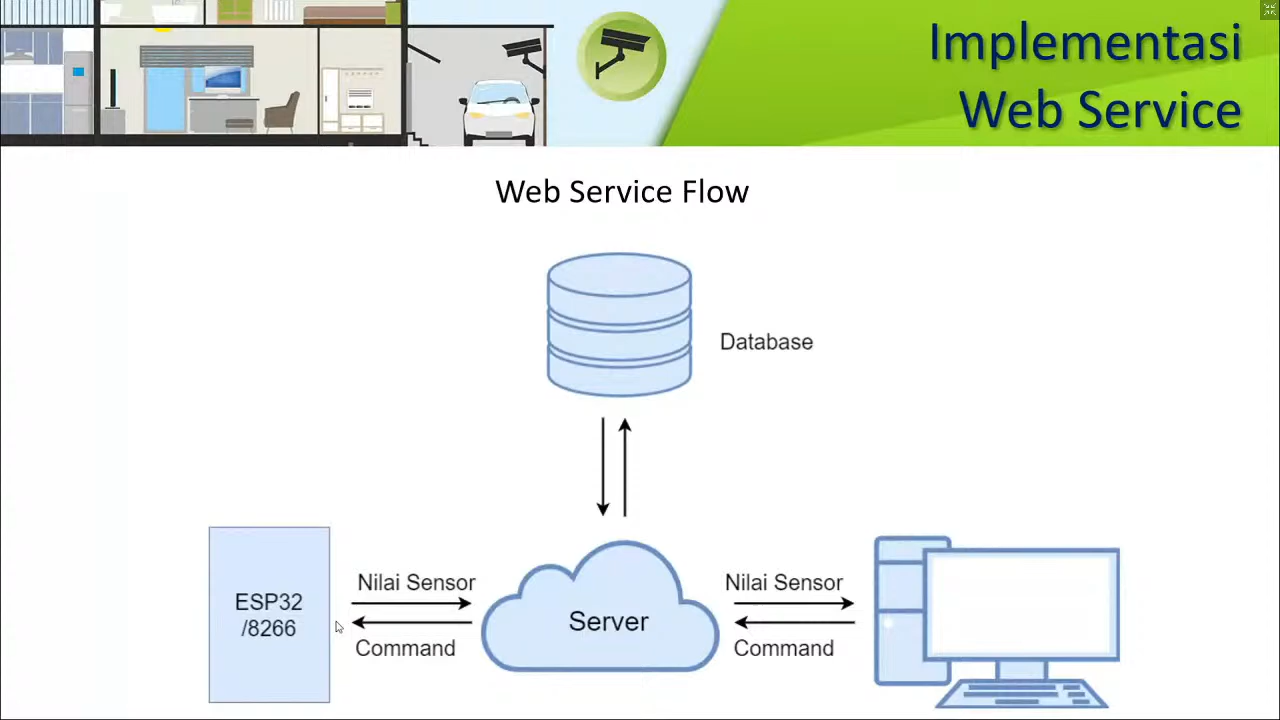 Implementasi
Web Service
Web Service Flow
Database
ESP32
/8266
Nilai Sensor
Command
Server
Nilai Sensor
Command